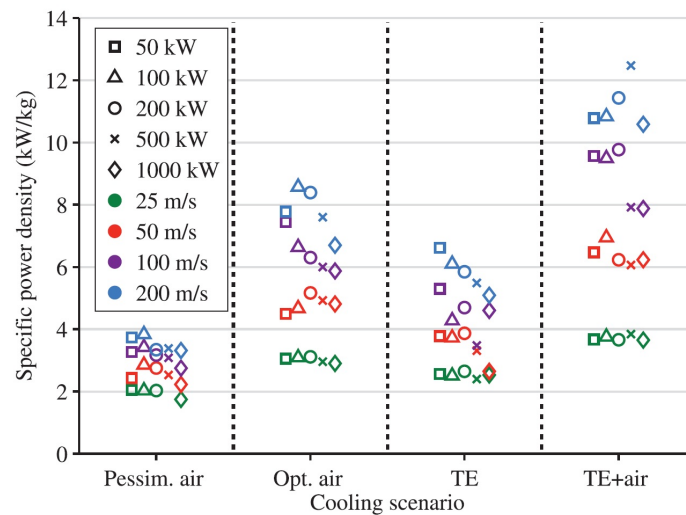 14
12
10
8
6
4
2
0
Specific power density (kW/kg)
50 kW
100 kW
200 kW
500 kW
1000 kW
25 m/s
50 m/s
100 m/s
200 m/s
Pessim. air
Opt. air
TE
TE+air
Cooling scenario